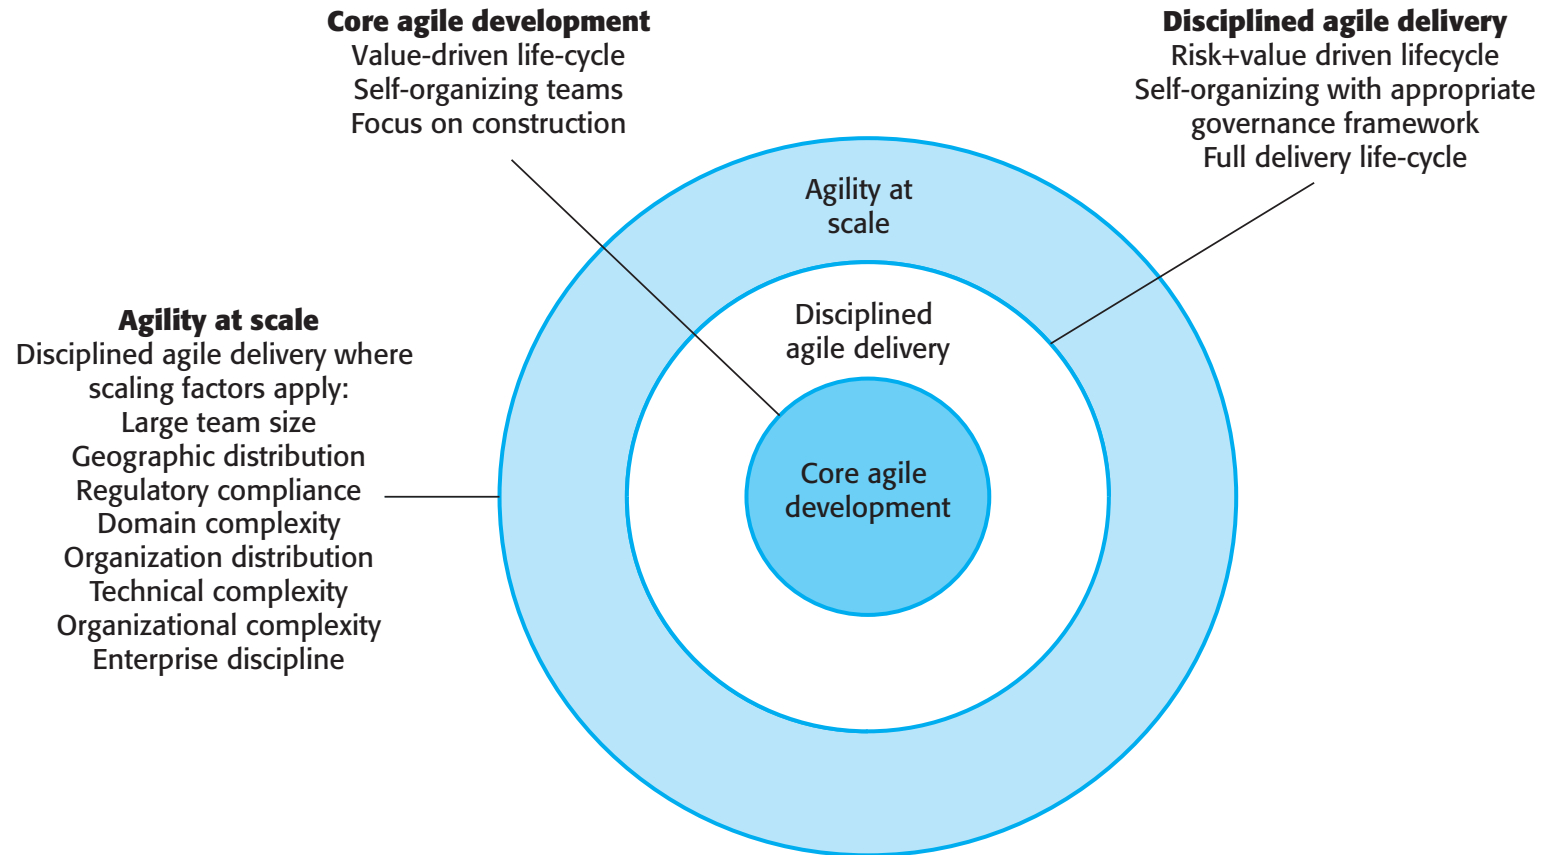 Core agile development
Value-driven life-cycle
Self-organizing teams
Focus on construction
Disciplined agile delivery
Risk+value driven lifecycle
Self-organizing with appropriate
governance framework
Full delivery life-cycle
Agility at
scale
Disciplined
agile delivery
Core agile
development
Agility at scale
Disciplined agile delivery where
scaling factors apply:
Large team size
Geographic distribution
Regulatory compliance
Domain complexity
Organization distribution
Technical complexity
Organizational complexity
Enterprise discipline